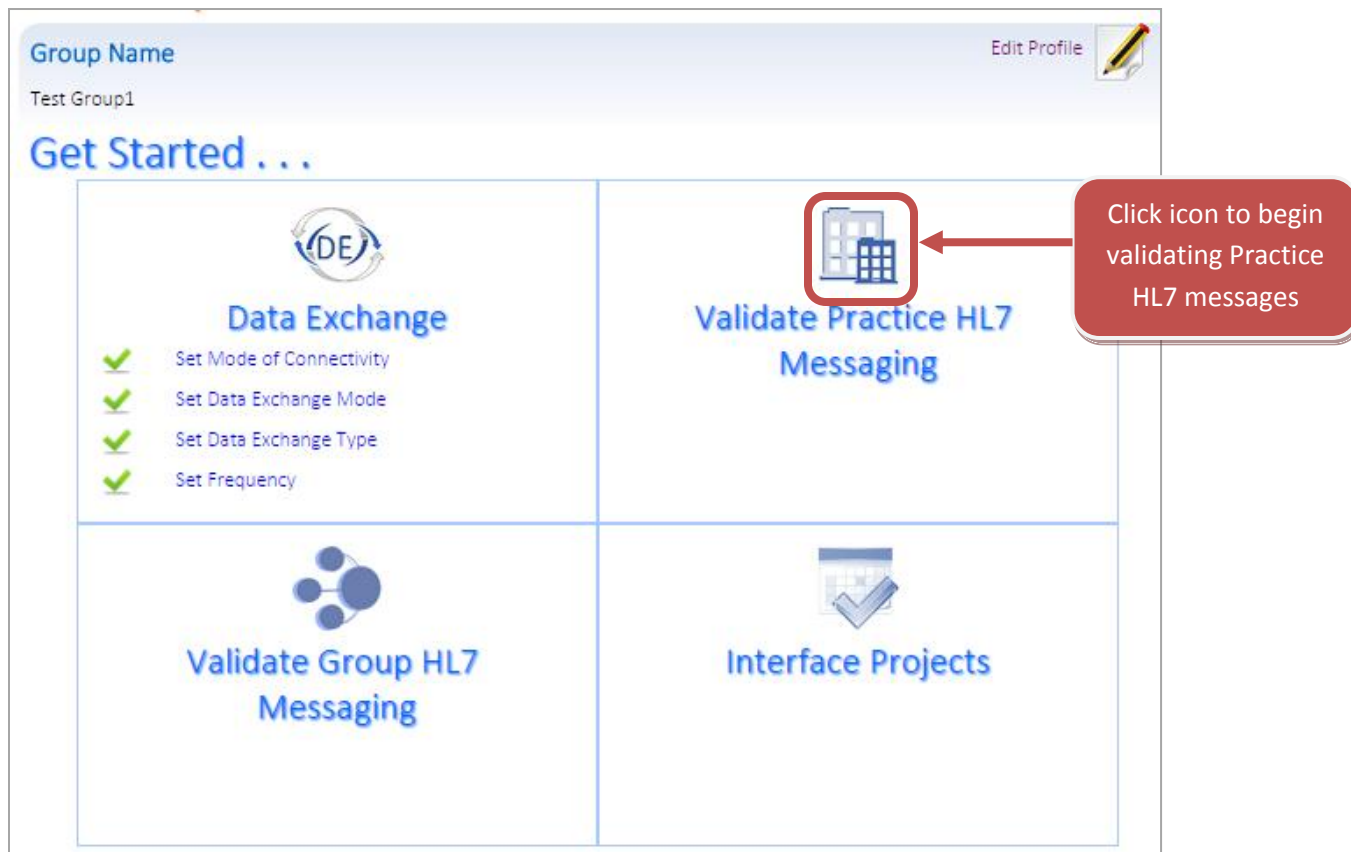 Group Name
Edit Profile
Test Group1
Get Started . . .
DE
Data Exchange
Set Mode of Connectivity
Set Data Exchange Mode
Set Data Exchange Type
Set Frequency
Validate Practice HL7
Messaging
Click icon to begin
validating Practice
HL7 messages
Validate Group HL7
Messaging
Interface Projects